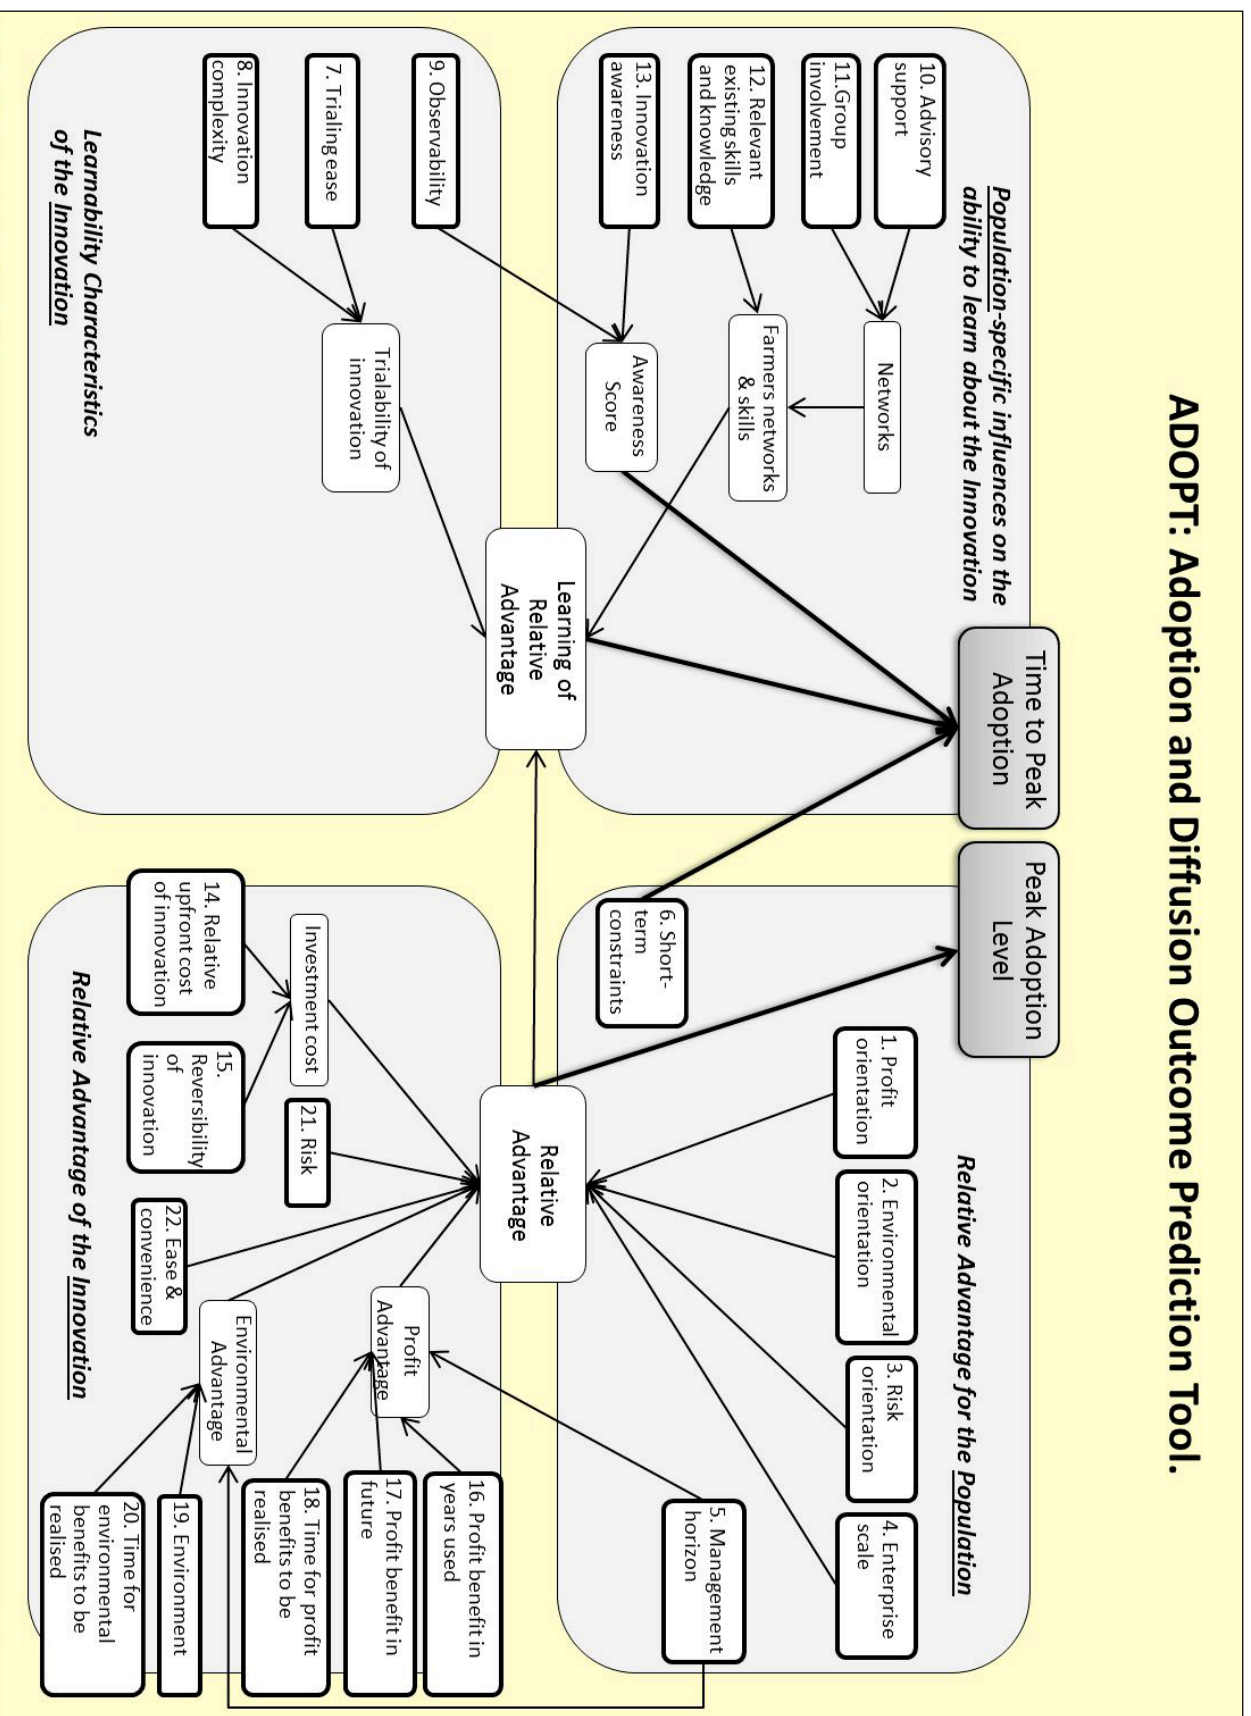 ADOPT: Adoption and Diffusion Outcome Prediction Tool.
Time to Peak
Adoption
Peak Adoption
Level
Population-specific influences on the
ability to learn about the Innovation
10. Advisory
support
11.Group
involvement
12. Relevant
existing skills
and knowledge
13. Innovation
awareness
Networks
Farmers networks
& skills
Awareness
Score
Relative Advantage for the Population
1. Profit
orientation
2. Environmental
orientation
3. Risk
orientation
4. Enterprise
scale
5. Management
horizon
6. Short-
term
constraints
Learning of
Relative
Advantage
Relative
Advantage
9. Observability
7. Trialing ease
8. Innovation
complexity
Trialability of
innovation
Learnability Characteristics
of the Innovation
Investment cost
14. Relative
upfront cost
of innovation
15.
Reversibility
of
innovation
21. Risk
22. Ease &
convenience
Profit
Advantage
Environmental
Advantage
16. Profit benefit in
years used
17. Profit benefit in
future
18. Time for profit
benefits to be
realised
19. Environment
20. Time for
environmental
benefits to be
realised
Relative Advantage of the Innovation